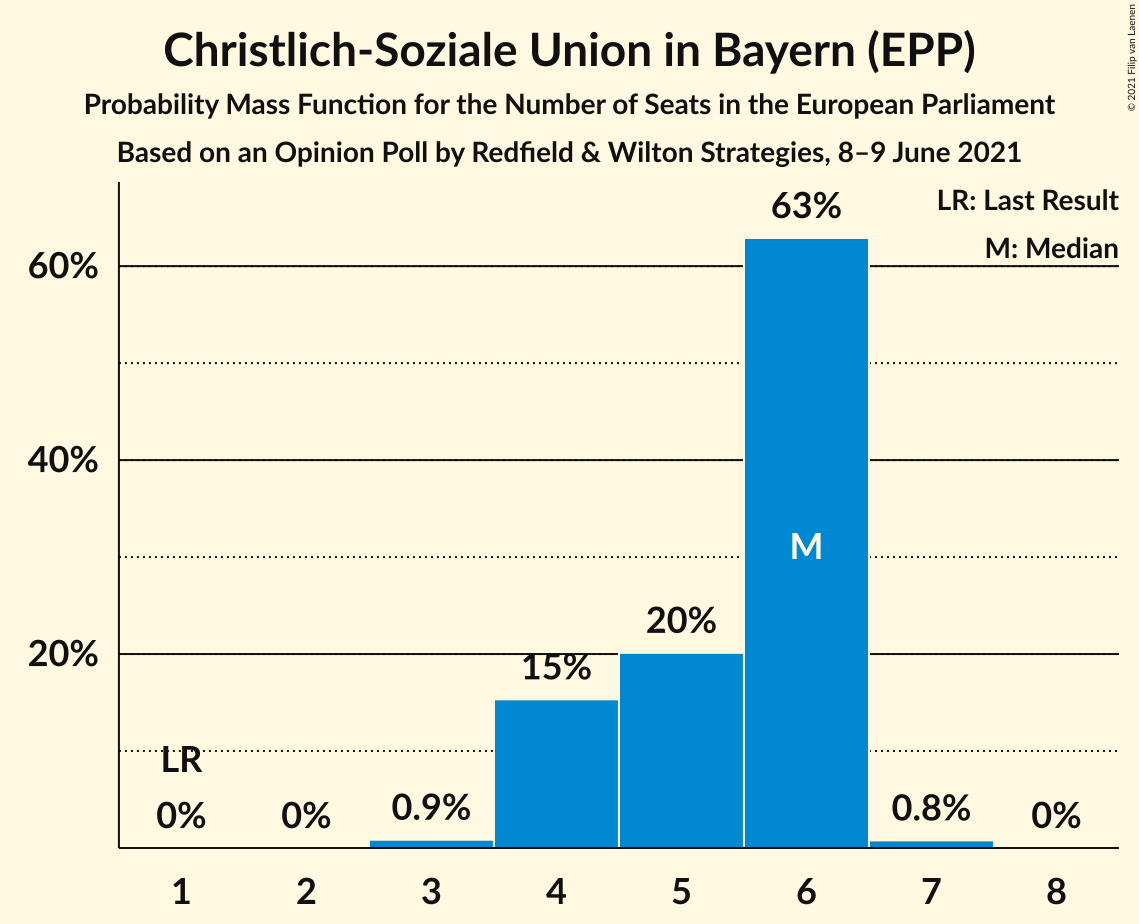 Christlich-Soziale Union in Bayern (EPP)
Probability Mass Function for the Number of Seats in the European Parliament
Based on an Opinion Poll by Redfield & Wilton Strategies, 8–9 June 2021
© 2021 Filip van Laenen
LR: Last Result
M: Median
63%
60%
40%
M
20%
20%
15%
LR
0%
0%
0.9%
0.8%
0%
1 2 3 4 5 6 7 8